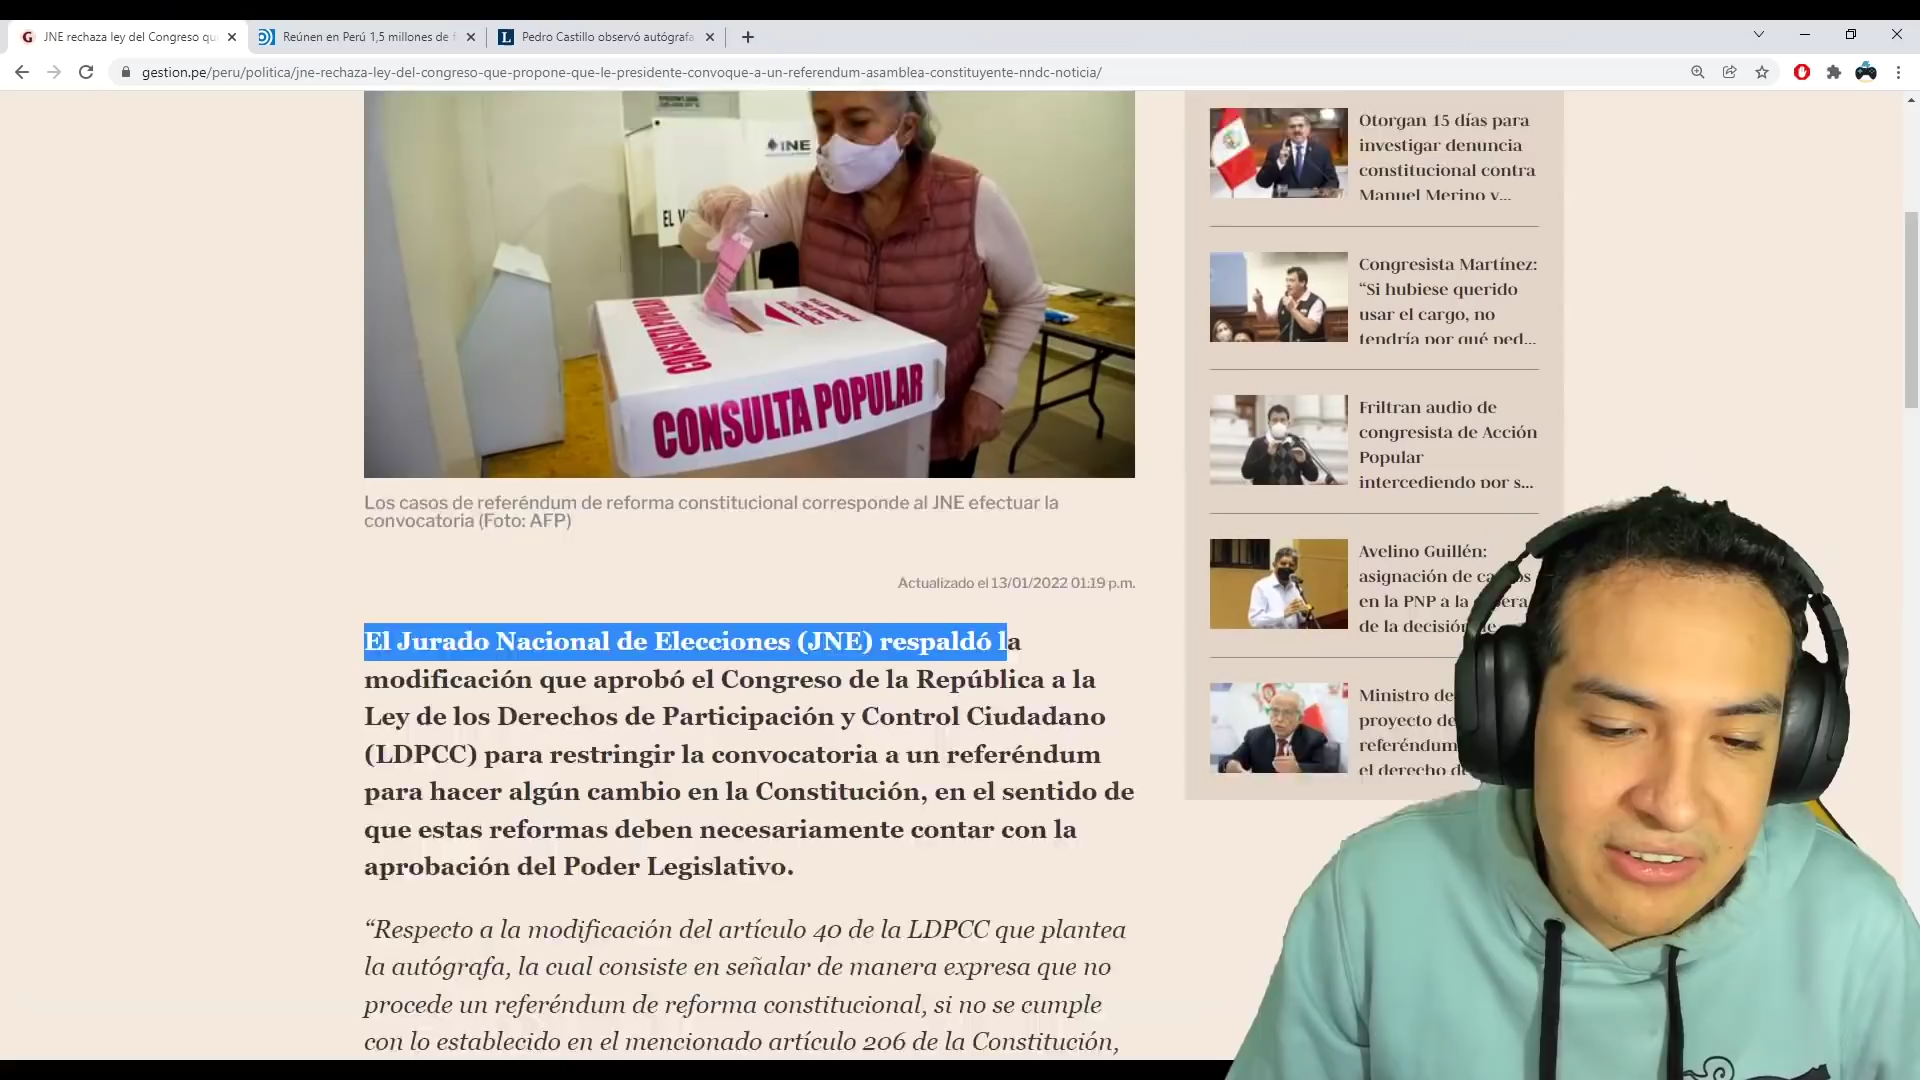 JNE rechaza ley del Congreso qu
Reúnen en Perú 1,5 millones de f
Pedro Castillo observó autógrafa
gestion.pe/peru/politica/jne-rechaza-ley-del-congreso-que-propone-que-le-presidente-convoque-a-un-referendum-asamblea-constituyente-nndc-noticia/
INE
EL V
CONSULTA POPULAR
CONSULTA POPULAR
Los casos de referéndum de reforma constitucional corresponde al JNE efectuar la
convocatoria (Foto: AFP)
Actualizado el 13/01/2022 01:19 p.m.
El Jurado Nacional de Elecciones (JNE) respaldó la
modificación que aprobó el Congreso de la República a la
Ley de los Derechos de Participación y Control Ciudadano
(LDPCC) para restringir la convocatoria a un referéndum
para hacer algún cambio en la Constitución, en el sentido de
que estas reformas deben necesariamente contar con la
aprobación del Poder Legislativo.
“Respecto a la modificación del artículo 40 de la LDPCC que plantea
la autógrafa, la cual consiste en señalar de manera expresa que no
procede un referéndum de reforma constitucional, si no se cumple
con lo establecido en el mencionado artículo 206 de la Constitución,
Otorgan 15 días para
investigar denuncia
constitucional contra
Manuel Merino y...
Congresista Martínez:
“Si hubiese querido
usar el cargo, no
tendría por qué ped...
Friltran audio de
congresista de Acción
Popular
intercediendo por s...
Avelino Guillén:
asignación de
en la PNP a la
de la decisión de
Ministro de
proyecto de
referéndum
el derecho